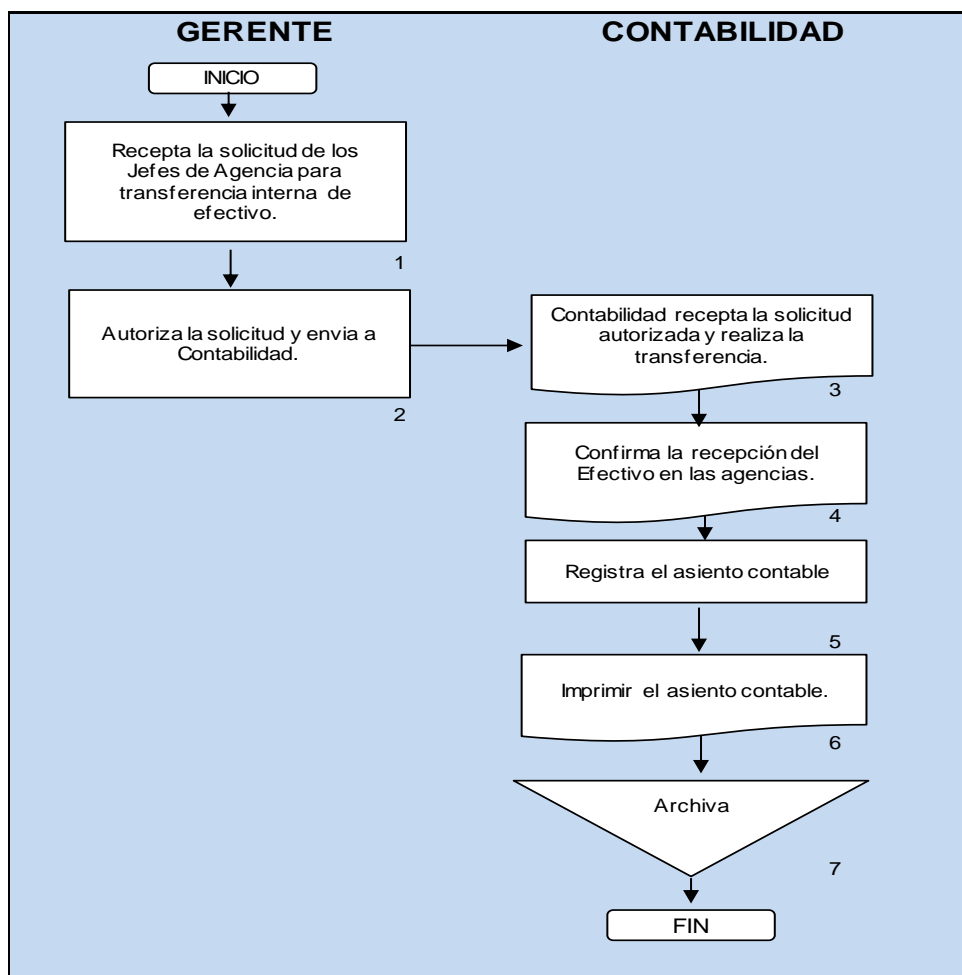 GERENTE
CONTABILIDAD
INICIO
Recepta la solicitud de los
Jefes de Agencia para
transferencia interna de
efectivo.
1
Autoriza la solicitud y envia a
Contabilidad.
2
Contabilidad recepta la solicitud
autorizada y realiza la
transferencia.
3
Confirma la recepción del
Efectivo en las agencias.
4
Registra el asiento contable
5
Imprimir el asiento contable.
6
Archiva
7
FIN